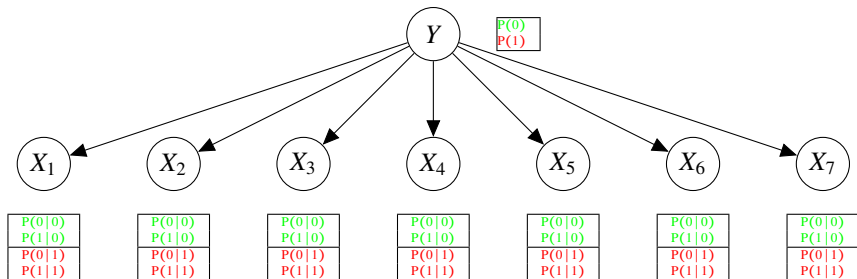 Y
P(0)
P(1)
X1 X2 X3 X4 X5 X6 X7
P(0|0) P(0|0) P(0|0) P(0|0) P(0|0) P(0|0) P(0|0)
P(1|0) P(1|0) P(1|0) P(1|0) P(1|0) P(1|0) P(1|0)
P(0|1) P(0|1) P(0|1) P(0|1) P(0|1) P(0|1) P(0|1)
P(1|1) P(1|1) P(1|1) P(1|1) P(1|1) P(1|1) P(1|1)